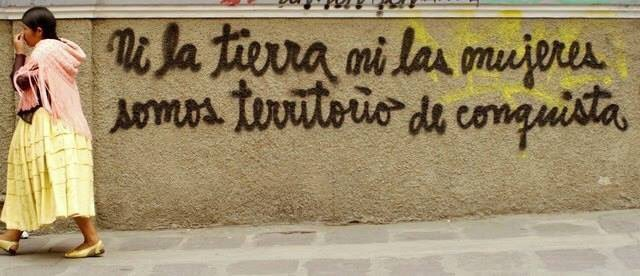 Ni la tierra ni las mujeres
somos territorio de conquista